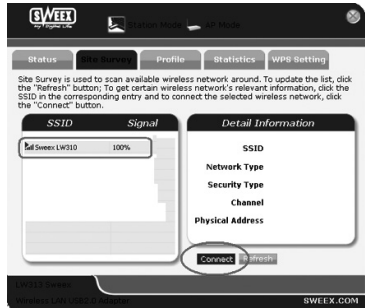 SWEEX
Station Mode AP Mode
Status Site Survey Profile Statistics WPS Setting
Site Survey is used to scan available wireless network around. To update the list, click
the "Refresh" button; To get certain wireless network's relevant information, click the
SSID in the corresponding entry and to connect the selected wireless network, click
the "Connect" button.
SSID Signal Detail Information
Sweex LW310 100%
SSID
Network Type
Security Type
Channel
Physical Address
Connect Refresh
LW313 Sweex
Wireless LAN USB2.0 Adapter
SWEEX.COM